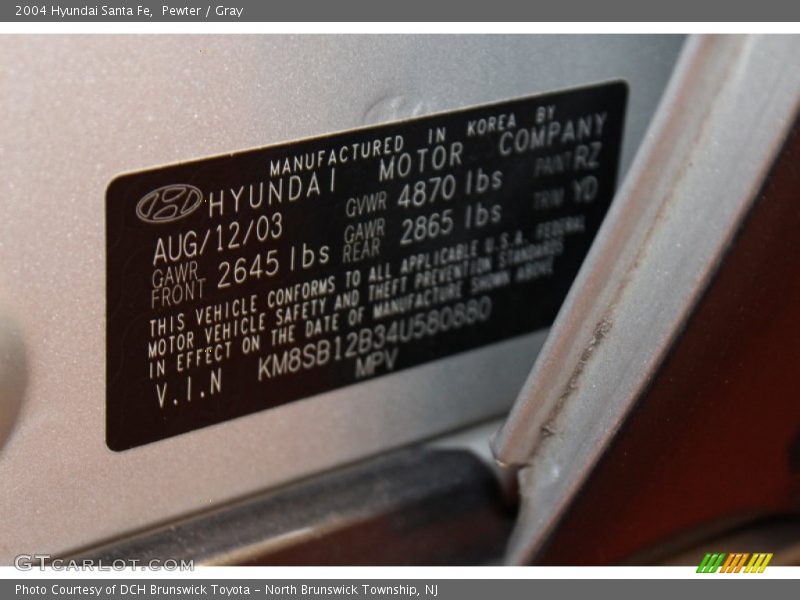 2004 Hyundai Santa Fe, Pewter / Gray
MANUFACTURED IN KOREA BY
HYUNDAI MOTOR COMPANY
AUG/12/03 GVWR 4870 lbs PAINT RZ
GAWR FRONT 2645 lbs GAWR REAR 2865 lbs TRIM YD
THIS VEHICLE CONFORMS TO ALL APPLICABLE U.S.A. FEDERAL
MOTOR VEHICLE SAFETY AND THEFT PREVENTION STANDARDS
IN EFFECT ON THE DATE OF MANUFACTURE SHOWN ABOVE
V.I.N KM8SB12B34U580880
MPV
GTCARLOT.COM
Photo Courtesy of DCH Brunswick Toyota - North Brunswick Township, NJ